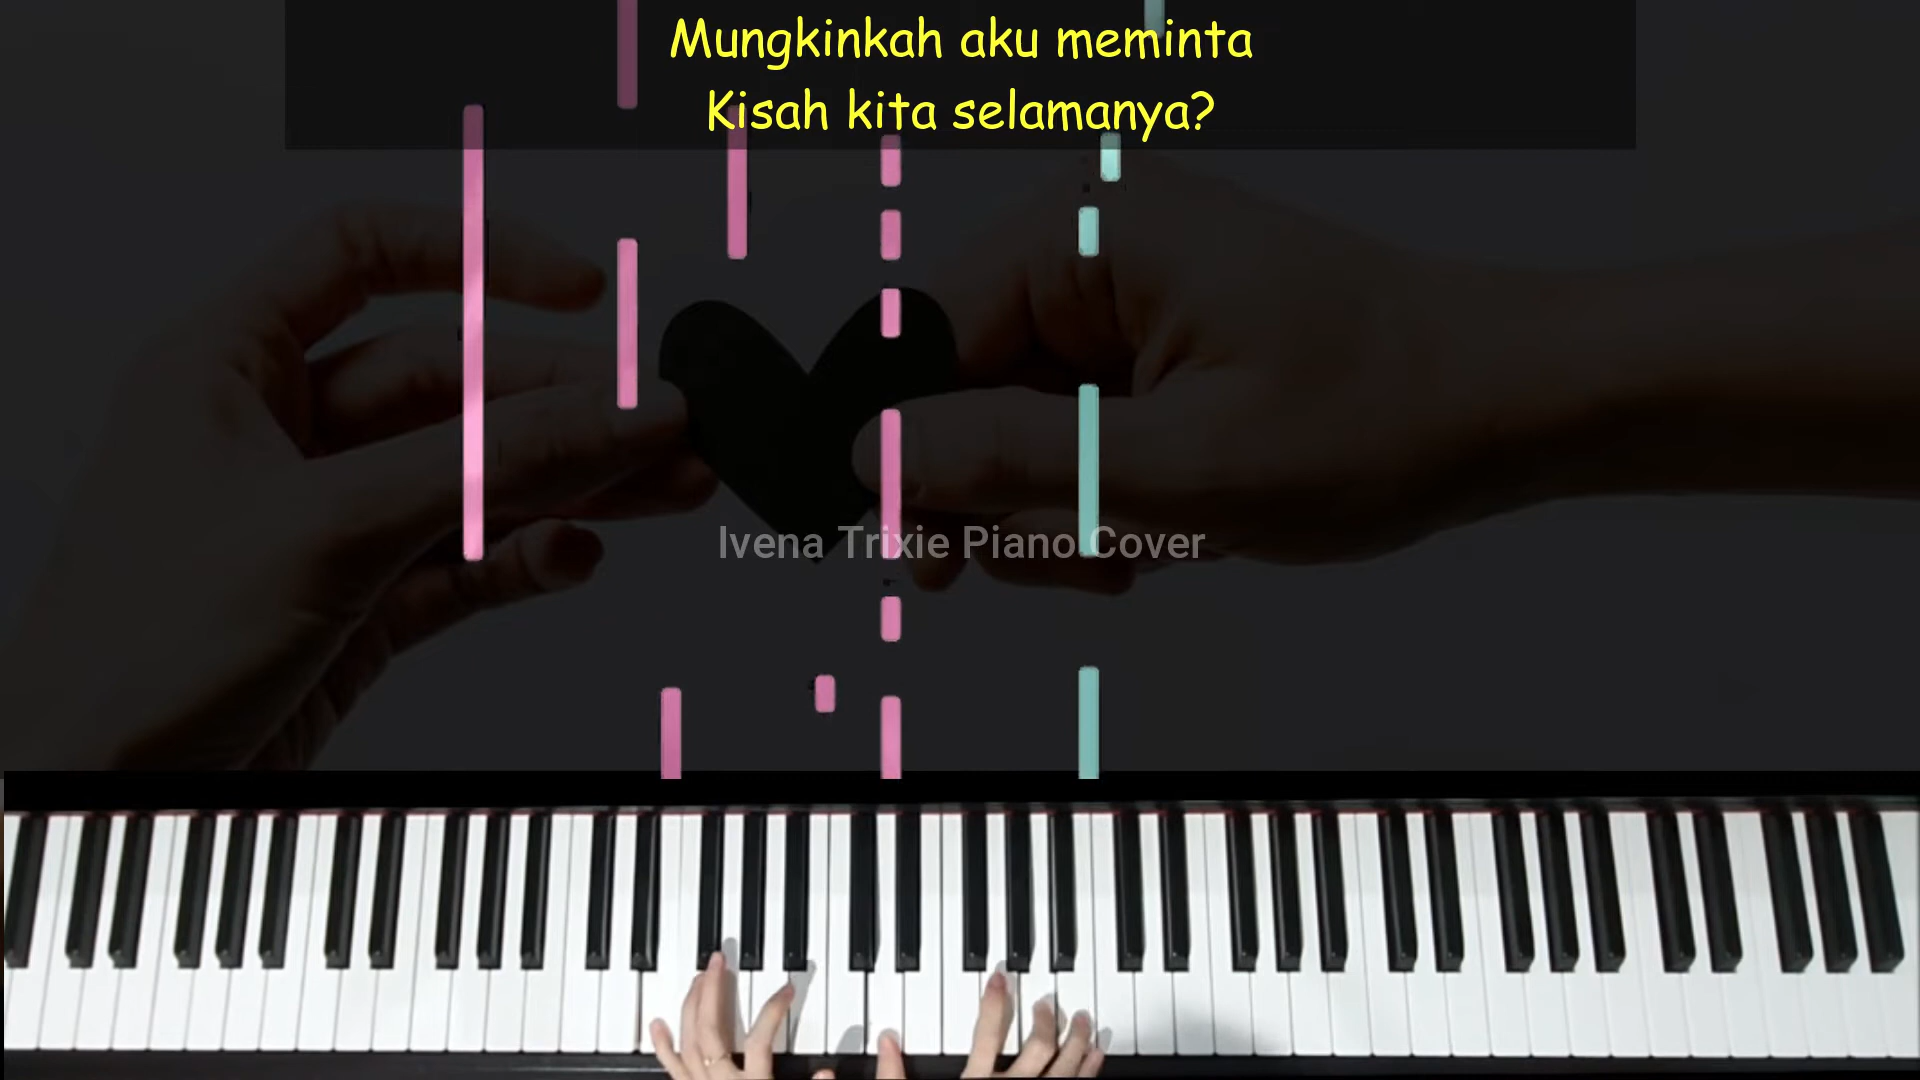 Mungkinkah aku meminta
Kisah kita selamanya?
Ivena Trixie Piano Cover